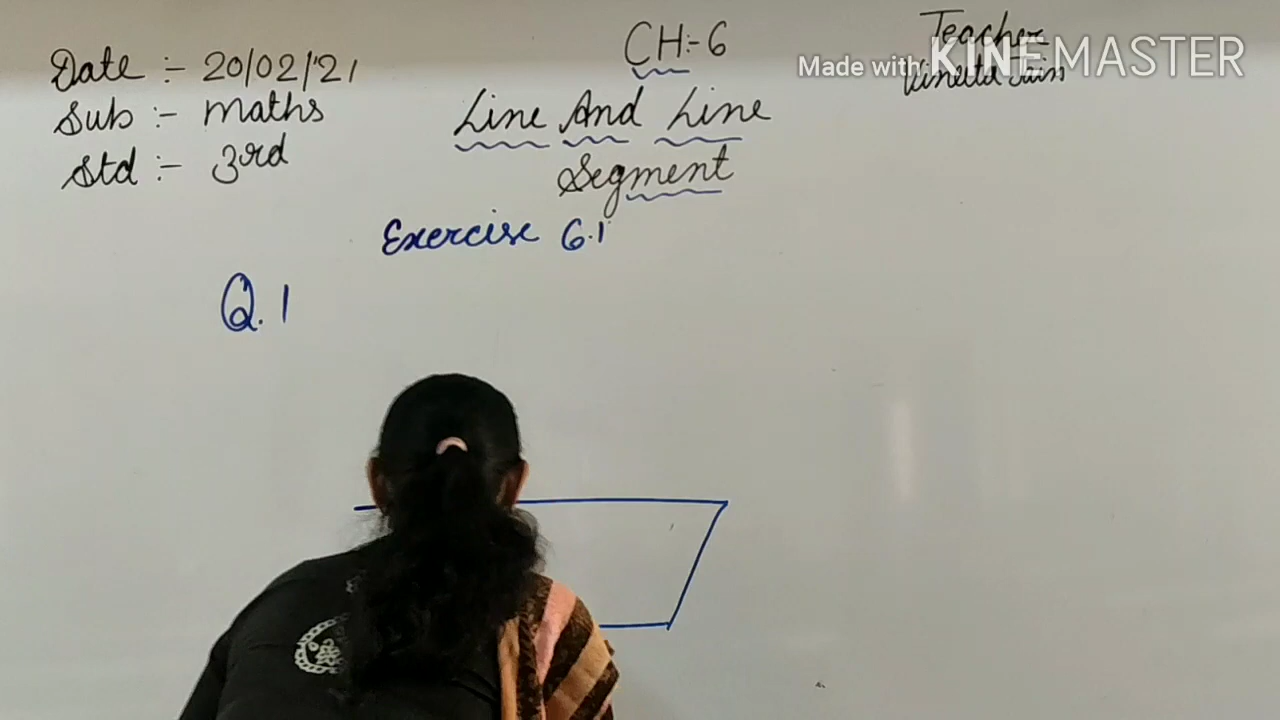 Date :- 20/02/21
Sub :- Maths
Std :- 3rd
CH:- 6
Line And Line
Segment
Teacher
Made with KINEMASTER
Exercise 6.1
Q.1